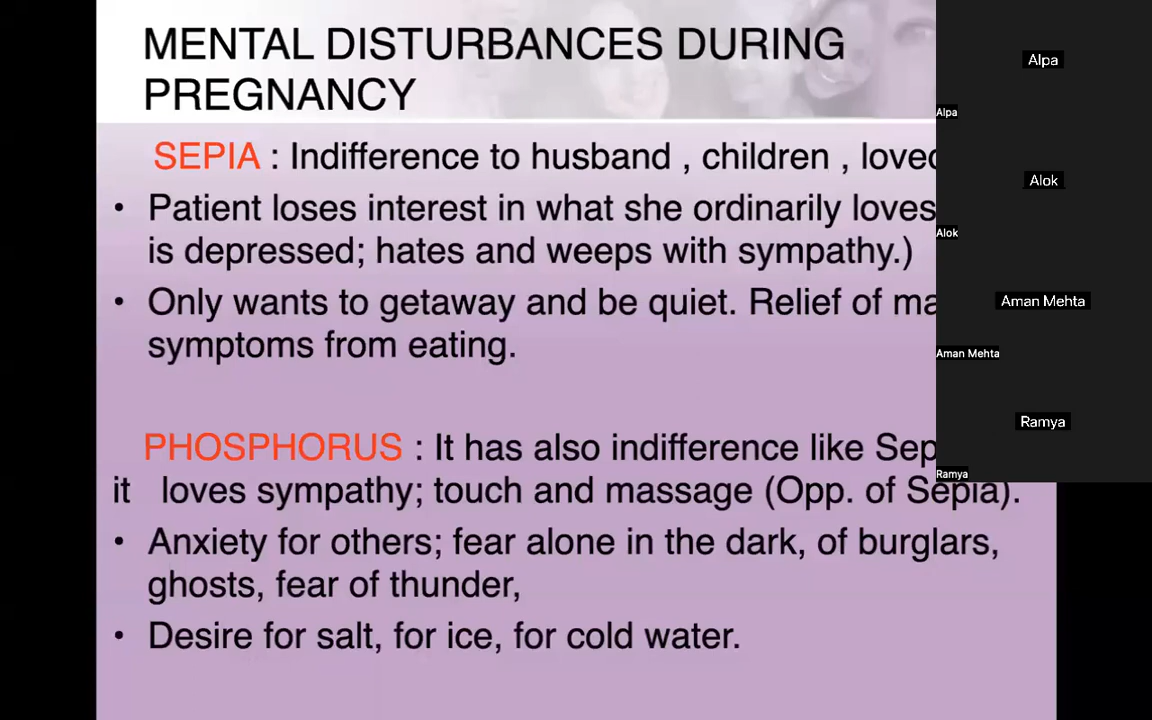 MENTAL DISTURBANCES DURING
PREGNANCY
SEPIA : Indifference to husband , children ,
• Patient loses interest in what she ordinarily loves
is depressed; hates and weeps with sympathy.)
• Only wants to getaway and be quiet. Relief of
symptoms from eating.
PHOSPHORUS : It has also indifference like
it loves sympathy; touch and massage (Opp. of Sepia).
• Anxiety for others; fear alone in the dark, of burglars,
ghosts, fear of thunder,
• Desire for salt, for ice, for cold water.
Alpa
Alpa
Alok
Alok
Aman Mehta
Aman Mehta
Ramya
Ramya